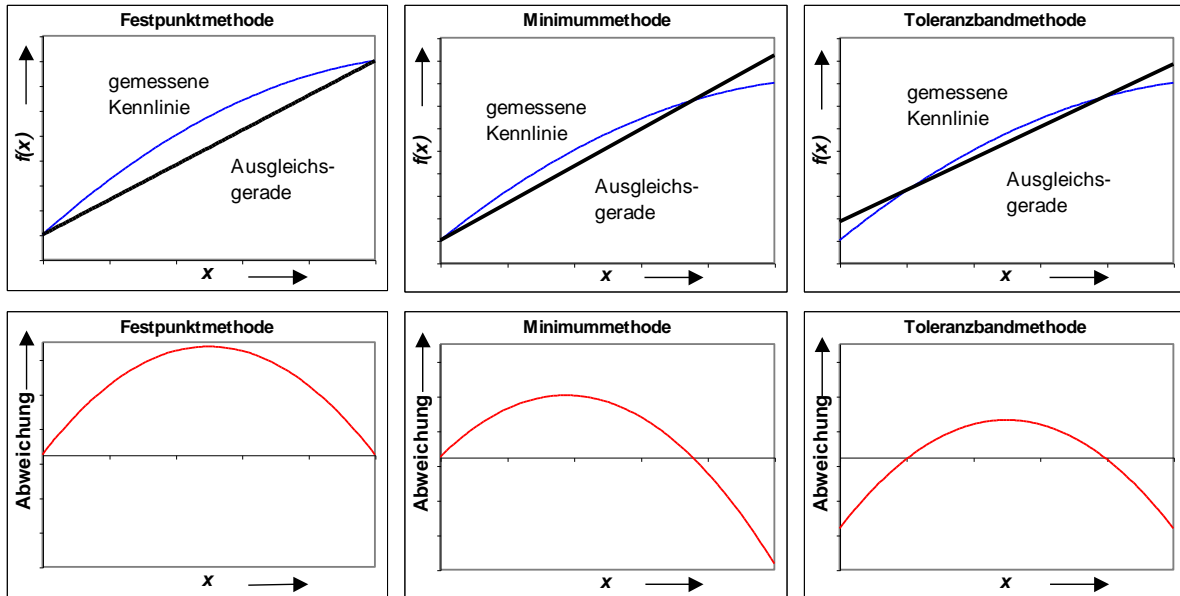 Festpunktmethode
gemessene
Kennlinie
f(x)
Ausgleichs-
gerade
x
Minimummethode
gemessene
Kennlinie
f(x)
Ausgleichs-
gerade
x
Toleranzbandmethode
gemessene
Kennlinie
f(x)
Ausgleichs-
gerade
x
Festpunktmethode
Abweichung
x
Minimummethode
Abweichung
x
Toleranzbandmethode
Abweichung
x